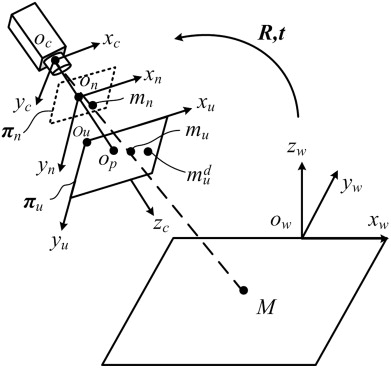 o_c
x_c
R,t
o_n
x_n
y_c
m_n
x_u
π_n
o_u
m_u
y_n
o_p
m_u^d
z_w
y_w
π_u
z_c
o_w
x_w
y_u
M